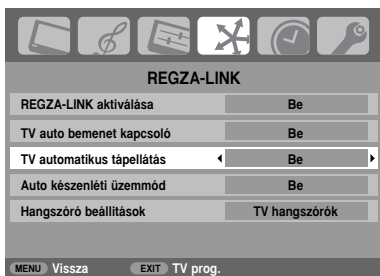 REGZA-LINK
REGZA-LINK aktiválása Be
TV auto bemenet kapcsoló Be
TV automatikus tápellátás Be
Auto készenléti üzemmód Be
Hangszóró beállítások TV hangszórók
MENU Vissza EXIT TV prog.